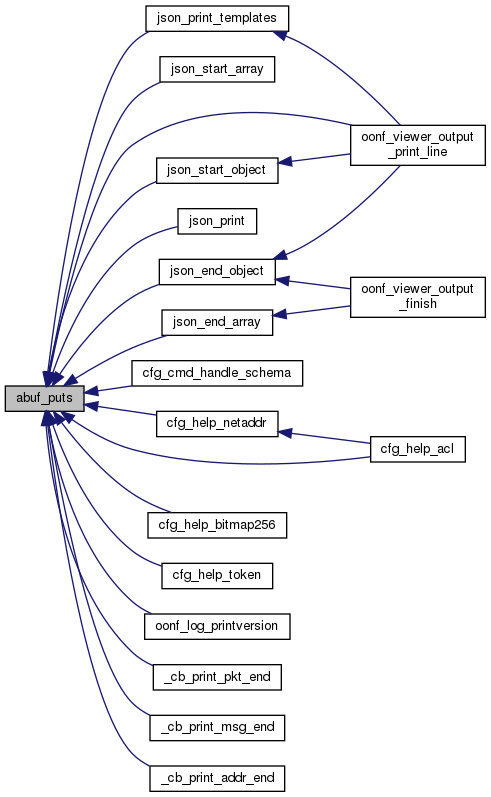 json_print_templates
json_start_array
oonf_viewer_output
_print_line
json_start_object
json_print
json_end_object
oonf_viewer_output
_finish
json_end_array
cfg_cmd_handle_schema
abuf_puts
cfg_help_netaddr
cfg_help_acl
cfg_help_bitmap256
cfg_help_token
oonf_log_printversion
_cb_print_pkt_end
_cb_print_msg_end
_cb_print_addr_end